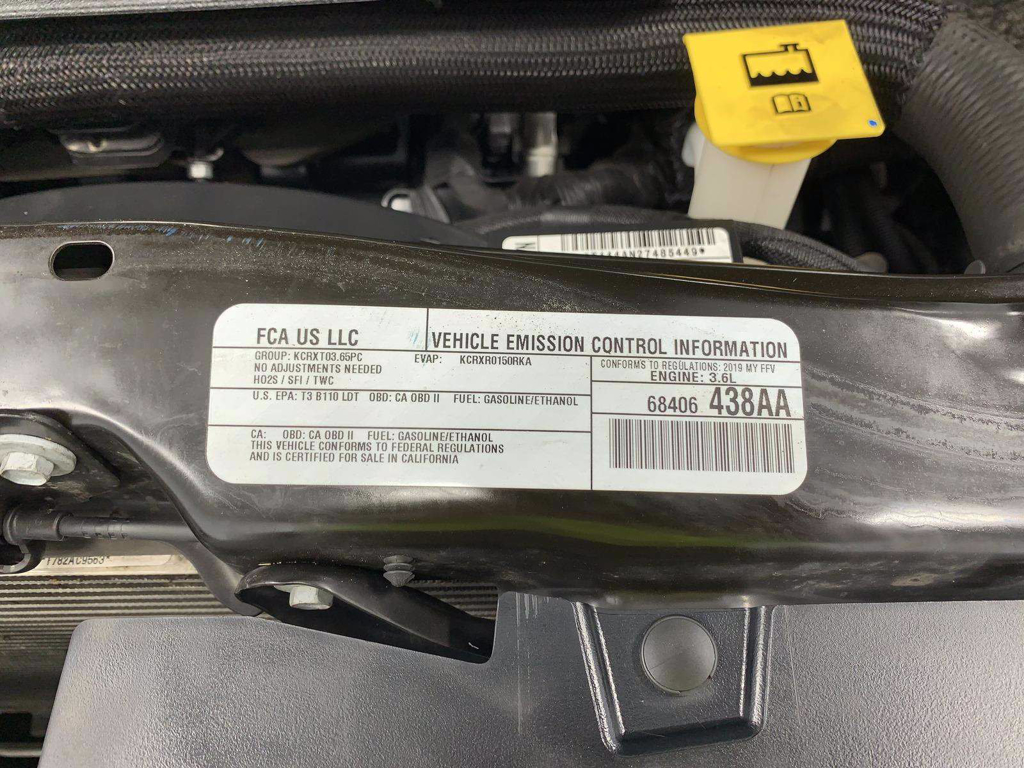 444AN27485449*
FCA US LLC
VEHICLE EMISSION CONTROL INFORMATION
GROUP: KCRXT03.65PC EVAP: KCRXR0150RKA
NO ADJUSTMENTS NEEDED
HO2S / SFI / TWC
CONFORMS TO REGULATIONS: 2019 MY FFV
ENGINE: 3.6L
U.S. EPA: T3 B110 LDT OBD: CA OBD II FUEL: GASOLINE/ETHANOL
68406 438AA
CA: OBD: CA OBD II FUEL: GASOLINE/ETHANOL
THIS VEHICLE CONFORMS TO FEDERAL REGULATIONS
AND IS CERTIFIED FOR SALE IN CALIFORNIA
1782AC9563*